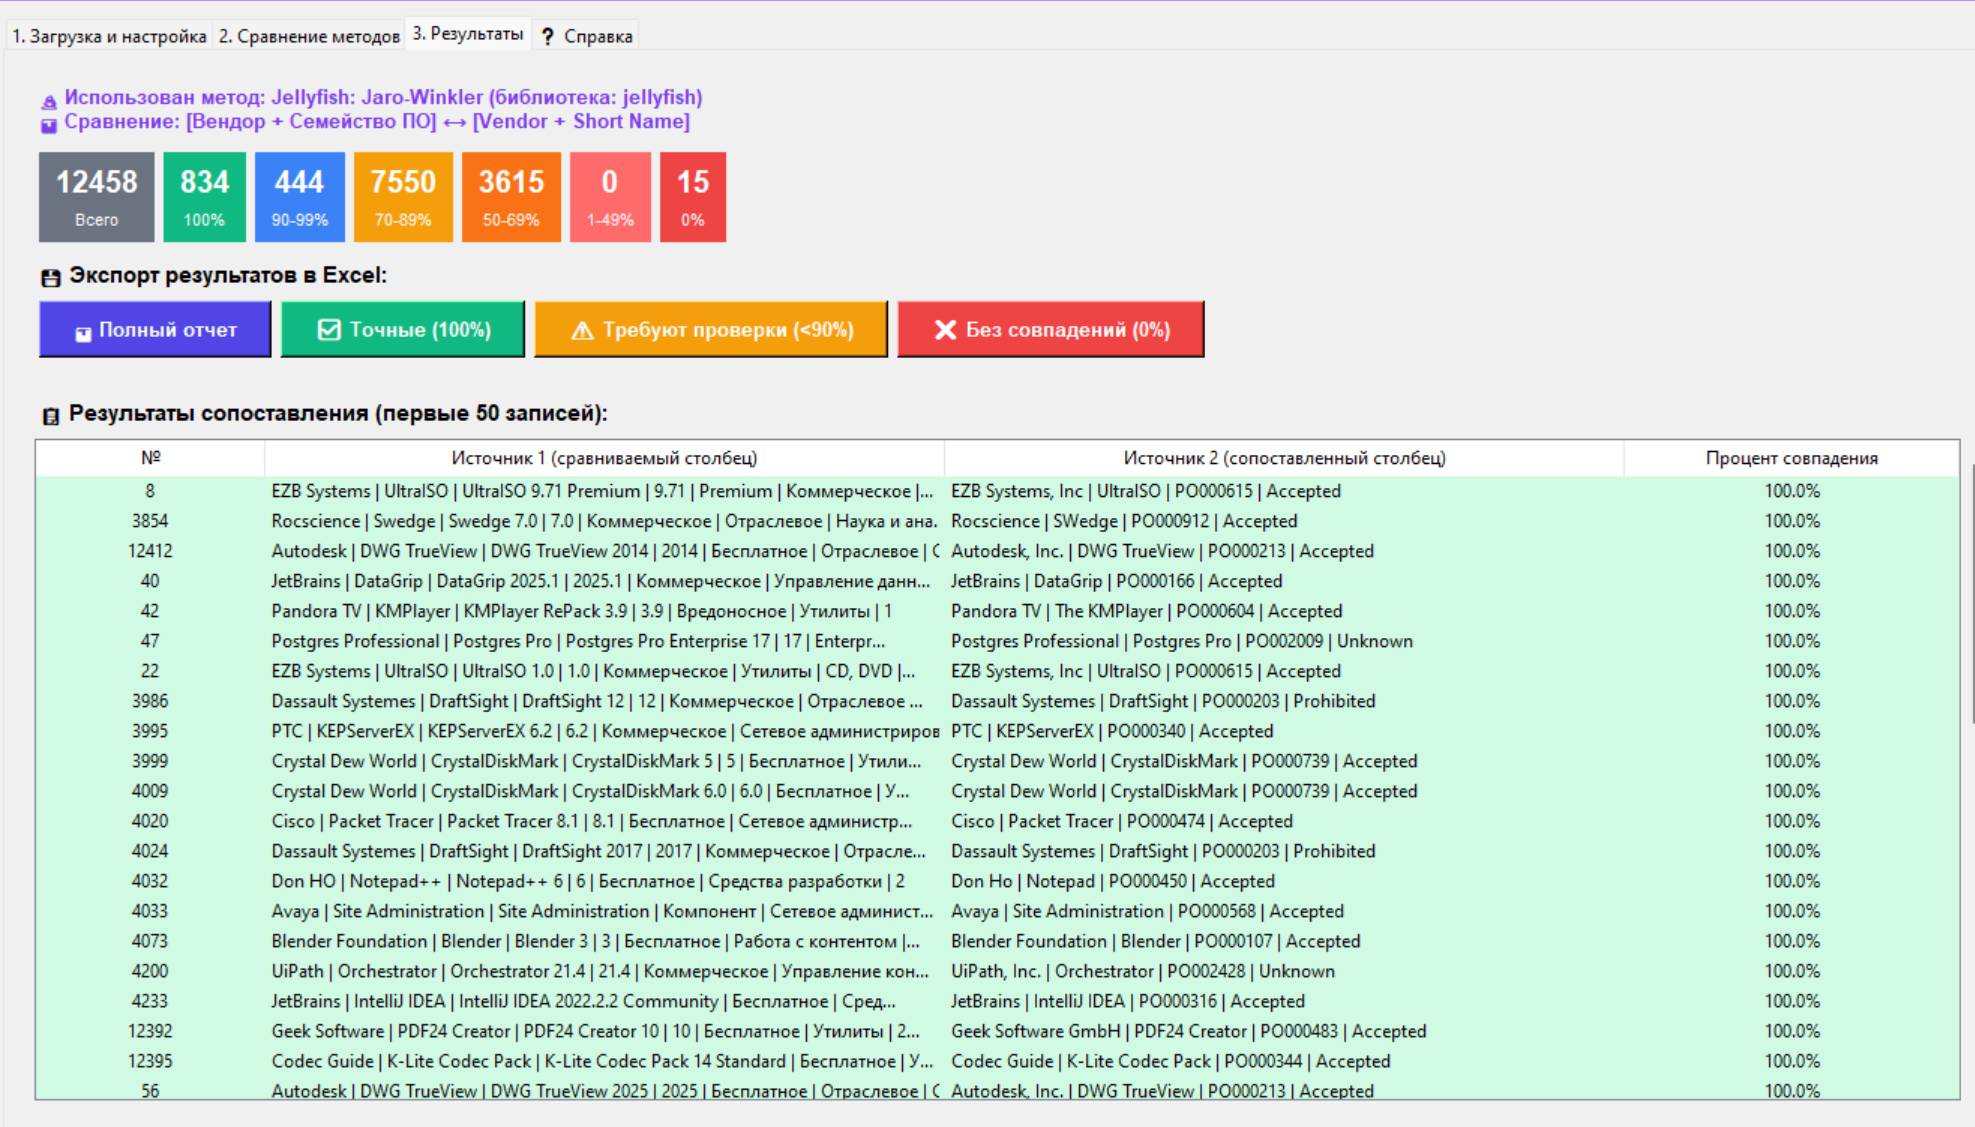 1. Загрузка и настройка 2. Сравнение методов 3. Результаты ? Справка
Использован метод: Jellyfish: Jaro-Winkler (библиотека: jellyfish)
Сравнение: [Вендор + Семейство ПО] ↔ [Vendor + Short Name]
12458 834 444 7550 3615 0 15
Всего 100% 90-99% 70-89% 50-69% 1-49% 0%
Экспорт результатов в Excel:
Полный отчет Точные (100%) Требуют проверки (<90%) Без совпадений (0%)
Результаты сопоставления (первые 50 записей):
№ Источник 1 (сравниваемый столбец) Источник 2 (сопоставленный столбец) Процент совпадения
8 EZB Systems | UltraISO | UltraISO 9.71 Premium | 9.71 | Premium | Коммерческое |... EZB Systems, Inc | UltraISO | PO000615 | Accepted 100.0%
3854 Rocscience | Swedge | Swedge 7.0 | 7.0 | Коммерческое | Отраслевое | Наука и ана. Rocscience | SWedge | PO000912 | Accepted 100.0%
12412 Autodesk | DWG TrueView | DWG TrueView 2014 | 2014 | Бесплатное | Отраслевое | С Autodesk, Inc. | DWG TrueView | PO000213 | Accepted 100.0%
40 JetBrains | DataGrip | DataGrip 2025.1 | 2025.1 | Коммерческое | Управление данн... JetBrains | DataGrip | PO000166 | Accepted 100.0%
42 Pandora TV | KMPlayer | KMPlayer RePack 3.9 | 3.9 | Вредоносное | Утилиты | 1 Pandora TV | The KMPlayer | PO000604 | Accepted 100.0%
47 Postgres Professional | Postgres Pro | Postgres Pro Enterprise 17 | 17 | Enterpr... Postgres Professional | Postgres Pro | PO002009 | Unknown 100.0%
22 EZB Systems | UltraISO | UltraISO 1.0 | 1.0 | Коммерческое | Утилиты | CD, DVD |... EZB Systems, Inc | UltraISO | PO000615 | Accepted 100.0%
3986 Dassault Systemes | DraftSight | DraftSight 12 | 12 | Коммерческое | Отраслевое ... Dassault Systemes | DraftSight | PO000203 | Prohibited 100.0%
3995 PTC | KEPServerEX | KEPServerEX 6.2 | 6.2 | Коммерческое | Сетевое администриров PTC | KEPServerEX | PO000340 | Accepted 100.0%
3999 Crystal Dew World | CrystalDiskMark | CrystalDiskMark 5 | 5 | Бесплатное | Утили... Crystal Dew World | CrystalDiskMark | PO000739 | Accepted 100.0%
4009 Crystal Dew World | CrystalDiskMark | CrystalDiskMark 6.0 | 6.0 | Бесплатное | У... Crystal Dew World | CrystalDiskMark | PO000739 | Accepted 100.0%
4020 Cisco | Packet Tracer | Packet Tracer 8.1 | 8.1 | Бесплатное | Сетевое администр... Cisco | Packet Tracer | PO000474 | Accepted 100.0%
4024 Dassault Systemes | DraftSight | DraftSight 2017 | 2017 | Коммерческое | Отрасле... Dassault Systemes | DraftSight | PO000203 | Prohibited 100.0%
4032 Don HO | Notepad++ | Notepad++ 6 | 6 | Бесплатное | Средства разработки | 2 Don Ho | Notepad | PO000450 | Accepted 100.0%
4033 Avaya | Site Administration | Site Administration | Компонент | Сетевое админист... Avaya | Site Administration | PO000568 | Accepted 100.0%
4073 Blender Foundation | Blender | Blender 3 | 3 | Бесплатное | Работа с контентом |... Blender Foundation | Blender | PO000107 | Accepted 100.0%
4200 UiPath | Orchestrator | Orchestrator 21.4 | 21.4 | Коммерческое | Управление кон... UiPath, Inc. | Orchestrator | PO002428 | Unknown 100.0%
4233 JetBrains | IntelliJ IDEA | IntelliJ IDEA 2022.2.2 Community | Бесплатное | Сред... JetBrains | IntelliJ IDEA | PO000316 | Accepted 100.0%
12392 Geek Software | PDF24 Creator | PDF24 Creator 10 | 10 | Бесплатное | Утилиты | 2... Geek Software GmbH | PDF24 Creator | PO000483 | Accepted 100.0%
12395 Codec Guide | K-Lite Codec Pack | K-Lite Codec Pack 14 Standard | Бесплатное | У... Codec Guide | K-Lite Codec Pack | PO000344 | Accepted 100.0%
56 Autodesk | DWG TrueView | DWG TrueView 2025 | 2025 | Бесплатное | Отраслевое | С Autodesk, Inc. | DWG TrueView | PO000213 | Accepted 100.0%